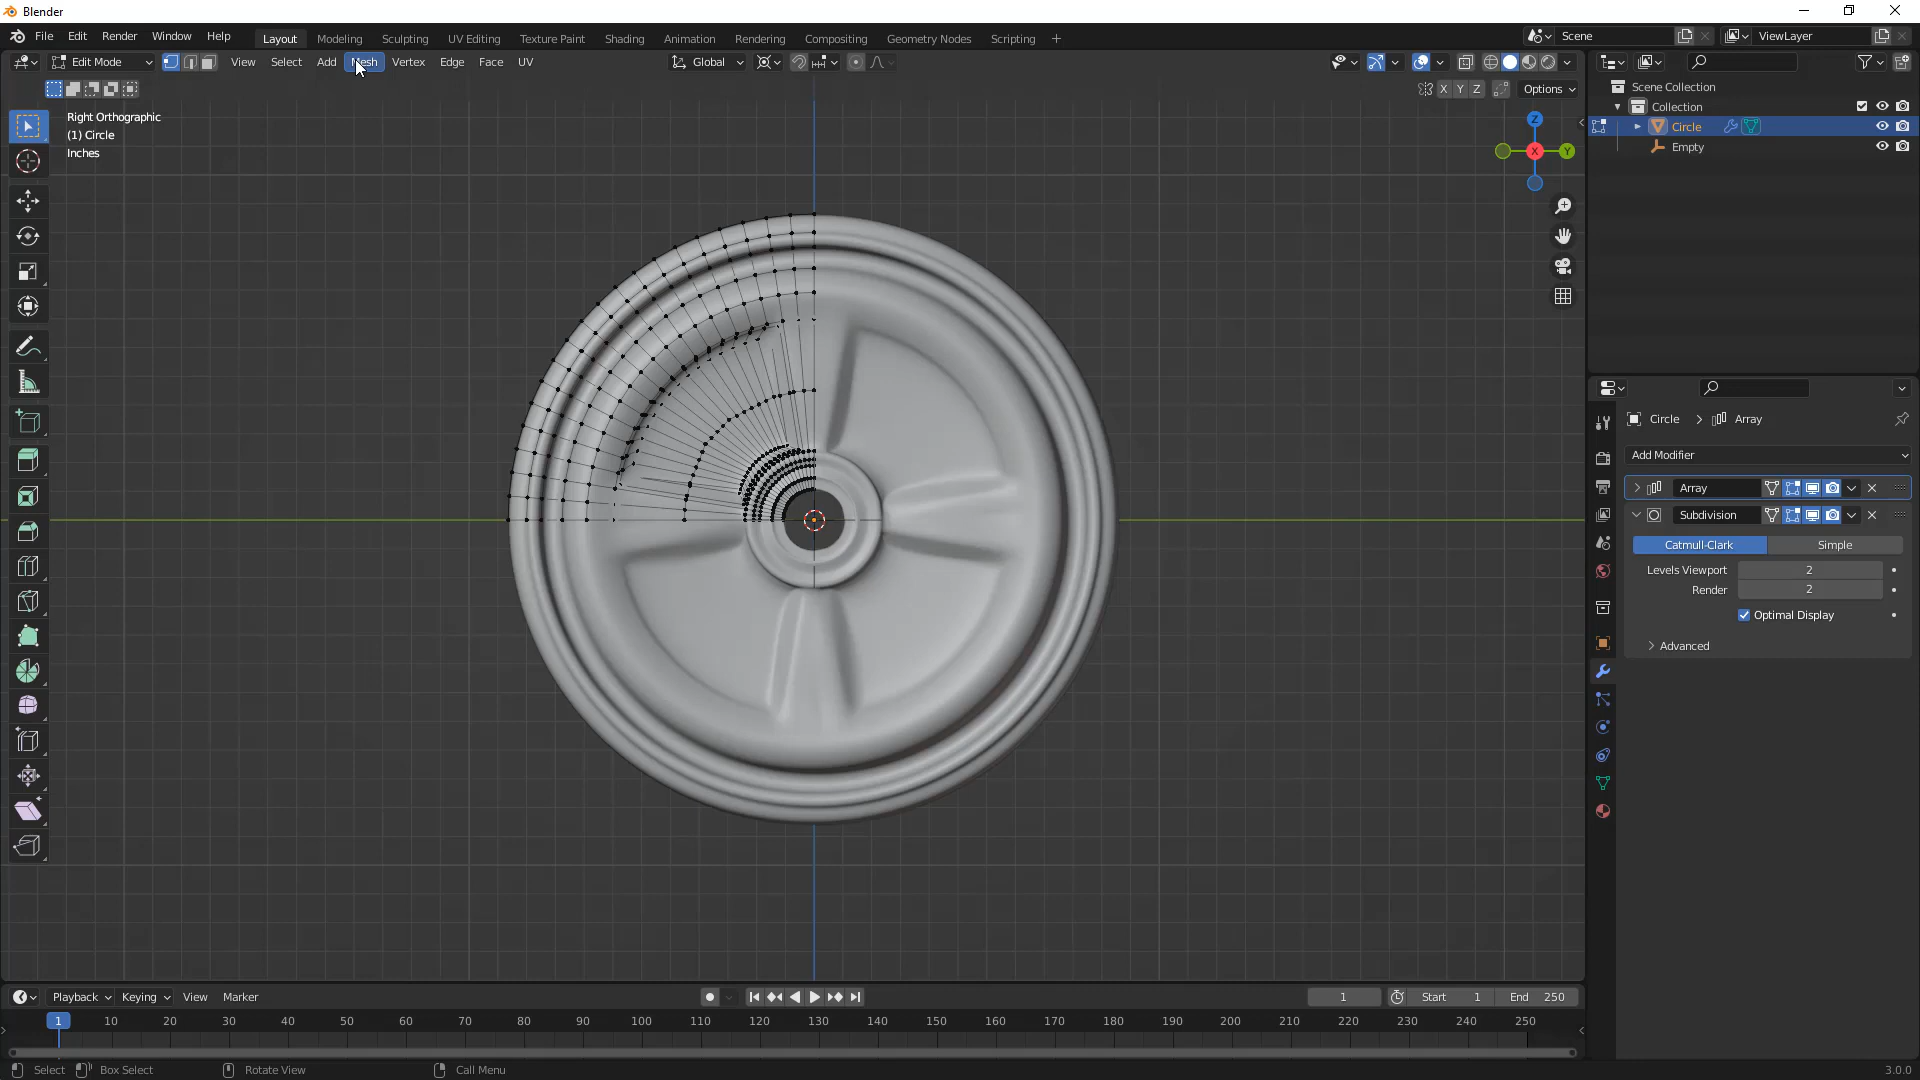 Blender
File Edit Render Window Help
Layout Modeling Sculpting UV Editing Texture Paint Shading Animation Rendering Compositing Geometry Nodes Scripting +
Scene
ViewLayer
Edit Mode View Select Add Mesh Vertex Edge Face UV
Global
X Y Z Options
Right Orthographic
(1) Circle
Inches
Z
X
Y
Scene Collection
Collection
Circle
Empty
Circle > Array
Add Modifier
Array
Subdivision
Catmull-Clark Simple
Levels Viewport 2
Render 2
Optimal Display
Advanced
Playback Keying View Marker
1 Start 1 End 250
1 10 20 30 40 50 60 70 80 90 100 110 120 130 140 150 160 170 180 190 200 210 220 230 240 250
Select Box Select Rotate View Call Menu
3.0.0